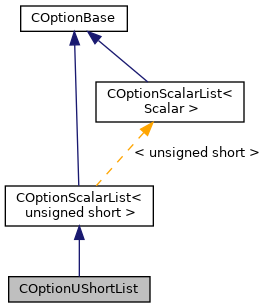 COptionBase
COptionScalarList<
Scalar >
< unsigned short >
COptionScalarList<
unsigned short >
COptionUShortList